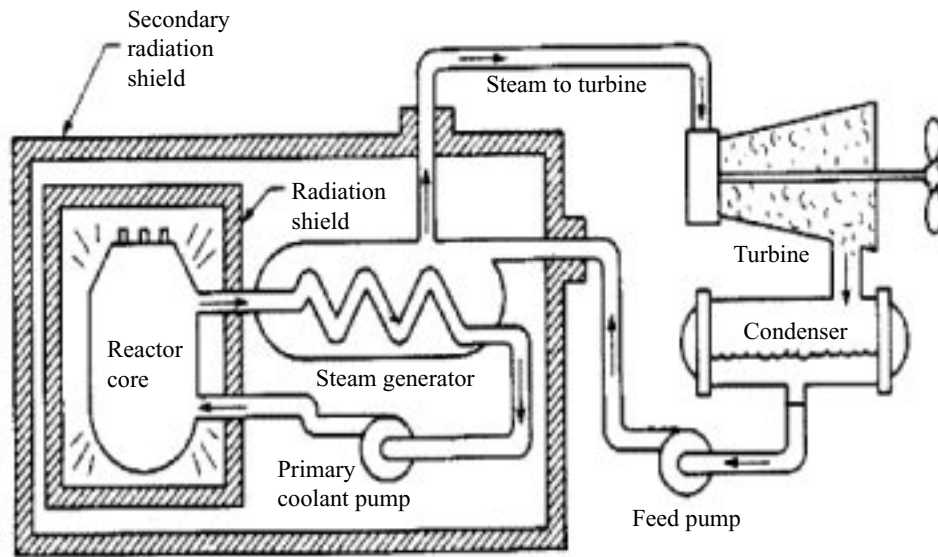 Secondary
radiation
shield
Steam to turbine
Radiation
shield
Turbine
Condenser
Reactor
core
Steam generator
Primary
coolant pump
Feed pump